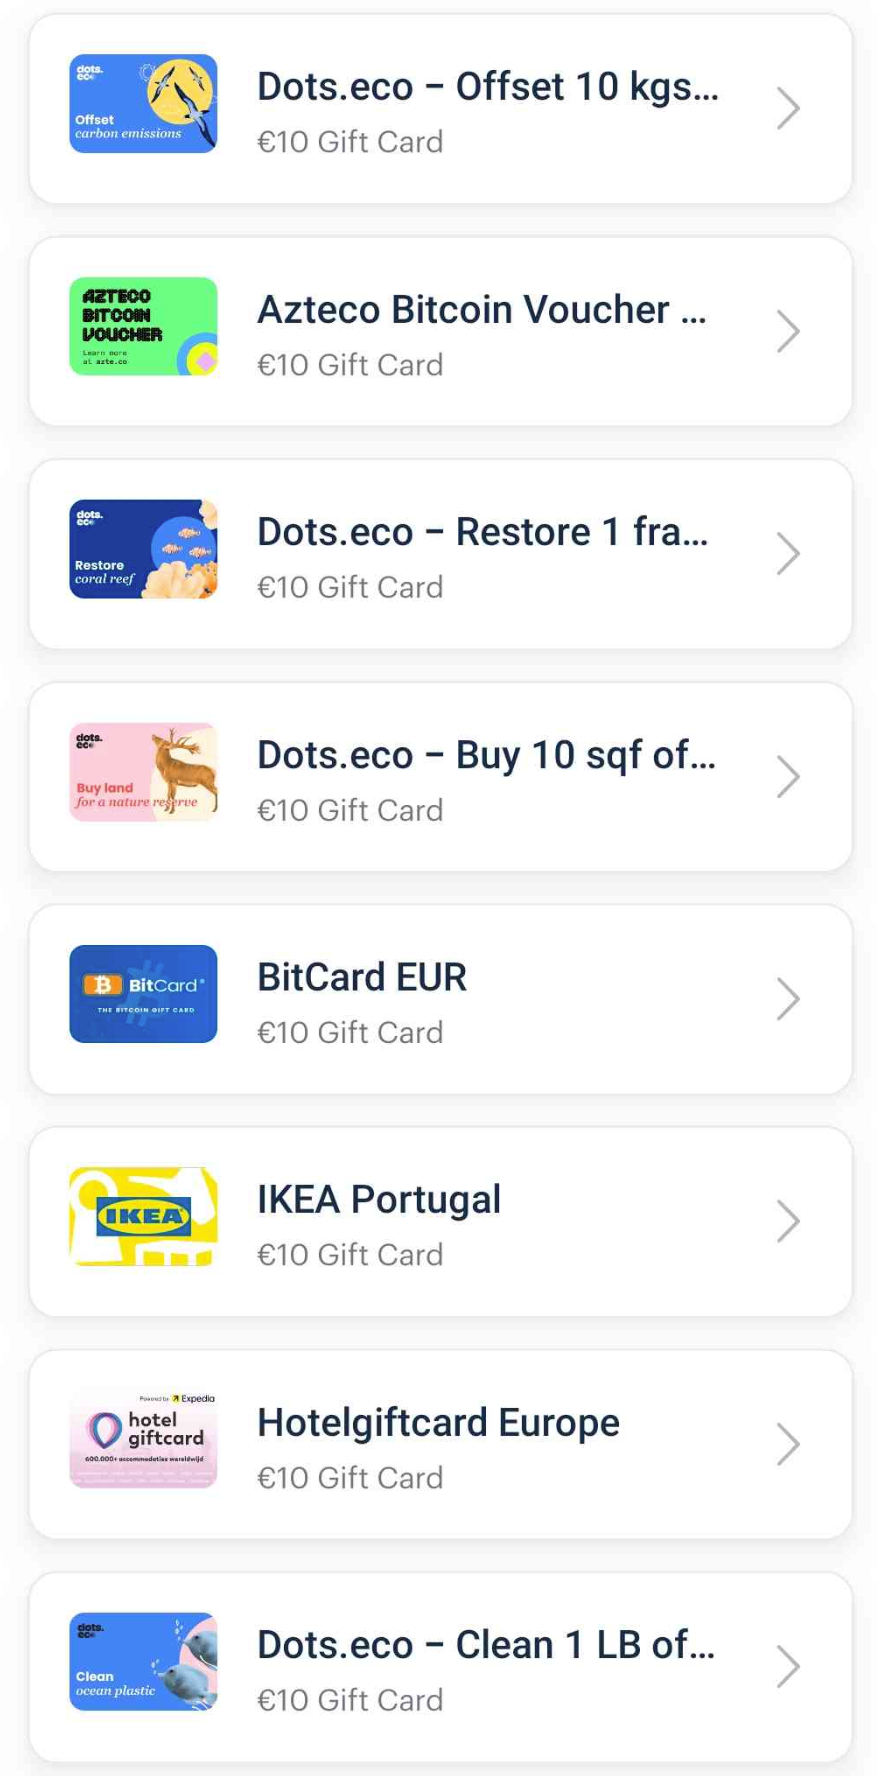 dots.
eco
Offset
carbon emissions
Dots.eco – Offset 10 kgs...
€10 Gift Card
AZTECO
BITCOIN
VOUCHER
Learn more
at azte.co
Azteco Bitcoin Voucher ...
€10 Gift Card
dots.
eco
Restore
coral reef
Dots.eco – Restore 1 fra...
€10 Gift Card
dots.
eco
Buy land
for a nature reserve
Dots.eco – Buy 10 sqf of...
€10 Gift Card
BitCard®
THE BITCOIN GIFT CARD
BitCard EUR
€10 Gift Card
IKEA
IKEA Portugal
€10 Gift Card
Powered by Expedia
hotel
giftcard
600.000+ accommodaties wereldwijd
Hotelgiftcard Europe
€10 Gift Card
dots.
eco
Clean
ocean plastic
Dots.eco – Clean 1 LB of...
€10 Gift Card